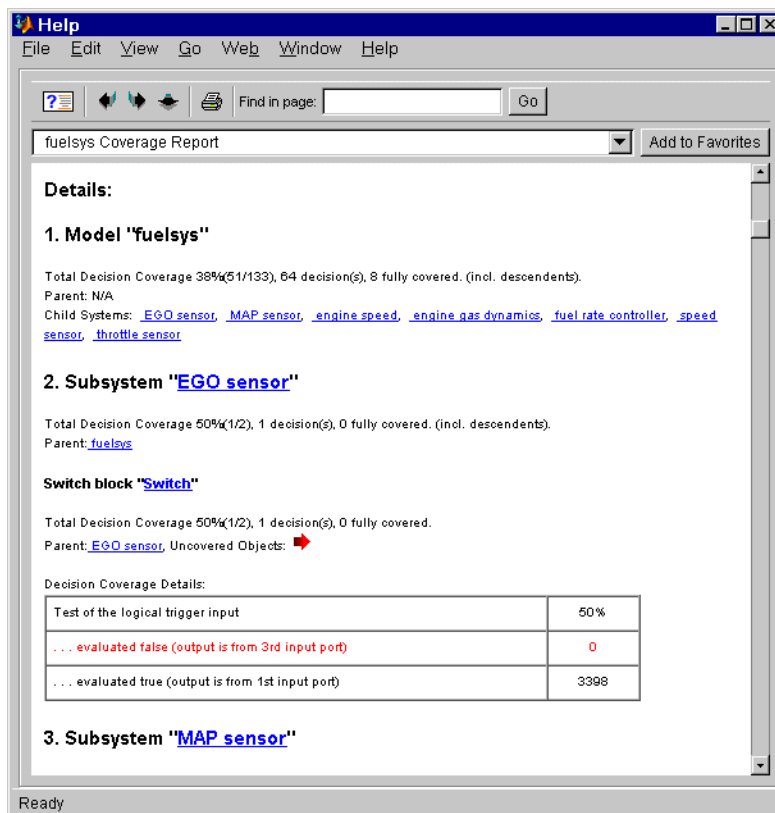 Help
File Edit View Go Web Window Help
Find in page: Go
fuelsys Coverage Report Add to Favorites
Details:
1. Model "fuelsys"
Total Decision Coverage 38%(51/133), 64 decision(s), 8 fully covered. (incl. descendents).
Parent: N/A
Child Systems: EGO sensor, MAP sensor, engine speed, engine gas dynamics, fuel rate controller, speed
sensor, throttle sensor
2. Subsystem "EGO sensor"
Total Decision Coverage 50%(1/2), 1 decision(s), 0 fully covered. (incl. descendents).
Parent: fuelsys
Switch block "Switch"
Total Decision Coverage 50%(1/2), 1 decision(s), 0 fully covered.
Parent: EGO sensor, Uncovered Objects:
Decision Coverage Details:
Test of the logical trigger input 50%
. . . evaluated false (output is from 3rd input port) 0
. . . evaluated true (output is from 1st input port) 3398
3. Subsystem "MAP sensor"
Ready